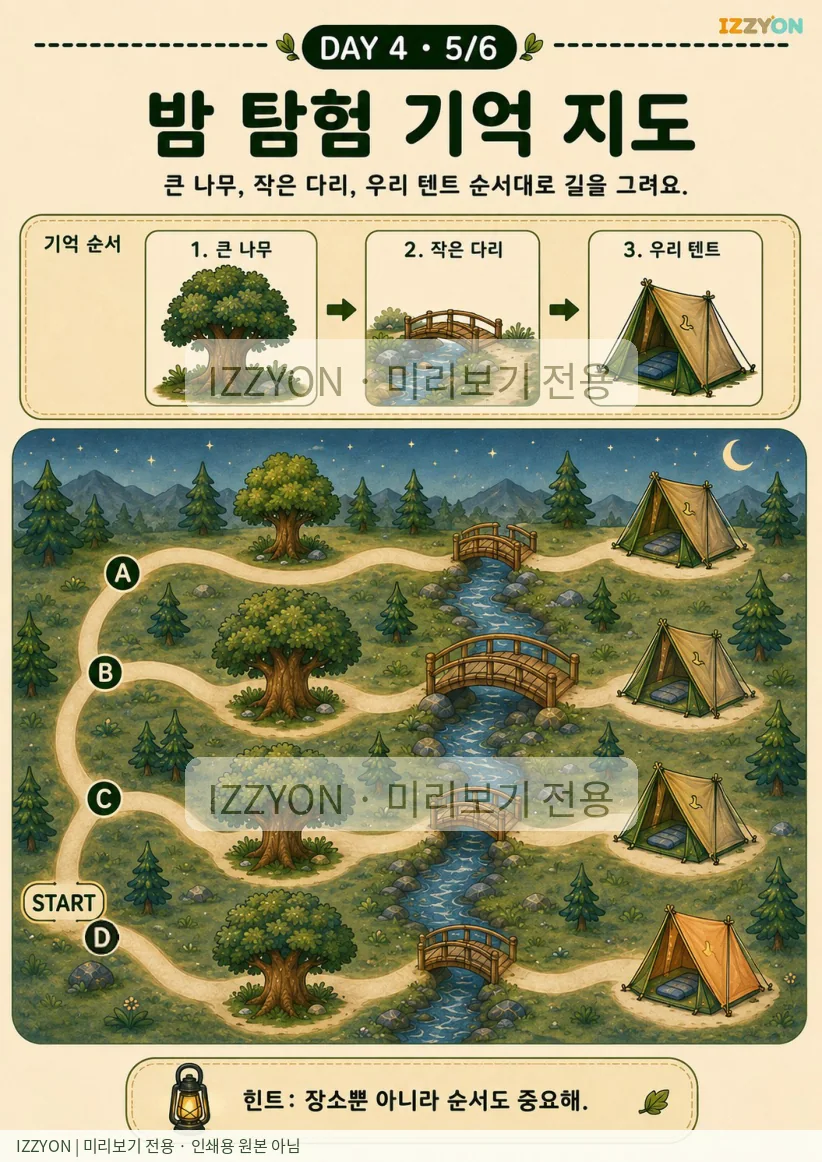 IZZYON
DAY 4 • 5/6
밤 탐험 기억 지도
큰 나무, 작은 다리, 우리 텐트 순서대로 길을 그려요.
기억 순서
1. 큰 나무
2. 작은 다리
3. 우리 텐트
IZZYON · 미리보기 전용
A
B
C
IZZYON · 미리보기 전용
START
D
힌트: 장소뿐 아니라 순서도 중요해.
IZZYON | 미리보기 전용 · 인쇄용 원본 아님